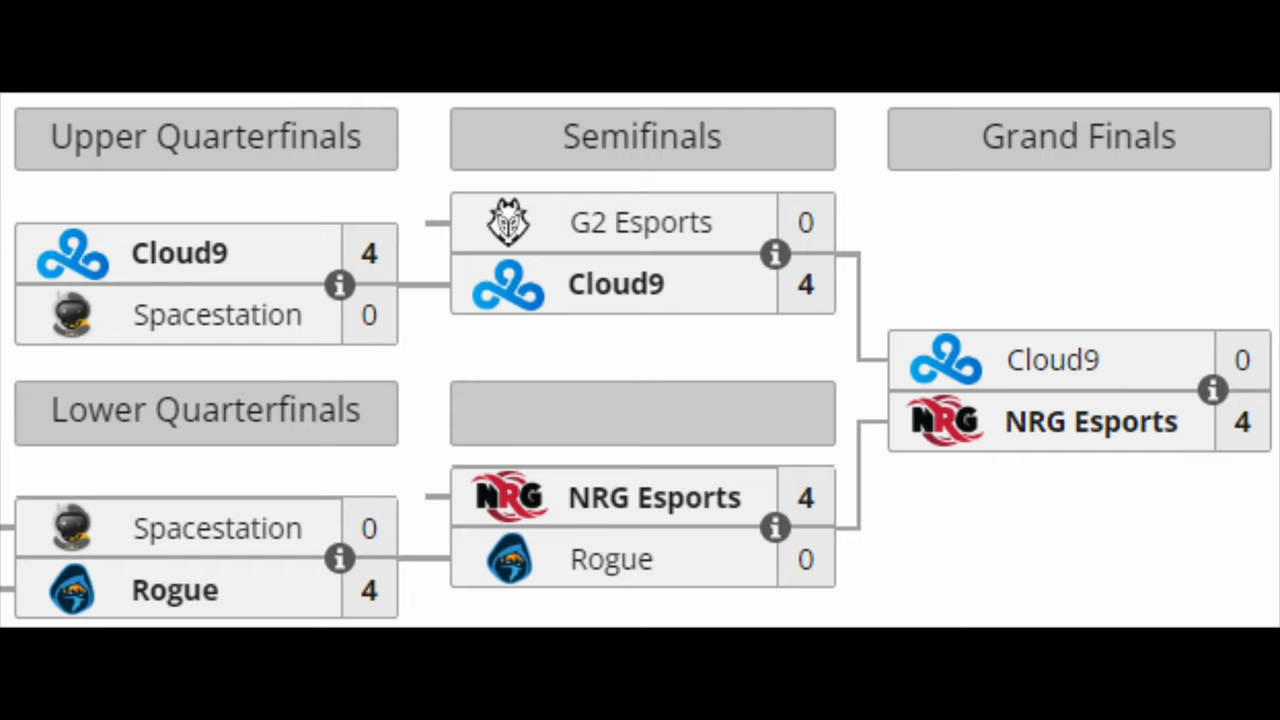 Upper Quarterfinals
Semifinals
Grand Finals
Cloud9 4
Spacestation 0
G2 Esports 0
Cloud9 4
Cloud9 0
NRG Esports 4
Lower Quarterfinals
Spacestation 0
Rogue 4
NRG NRG Esports 4
Rogue 0